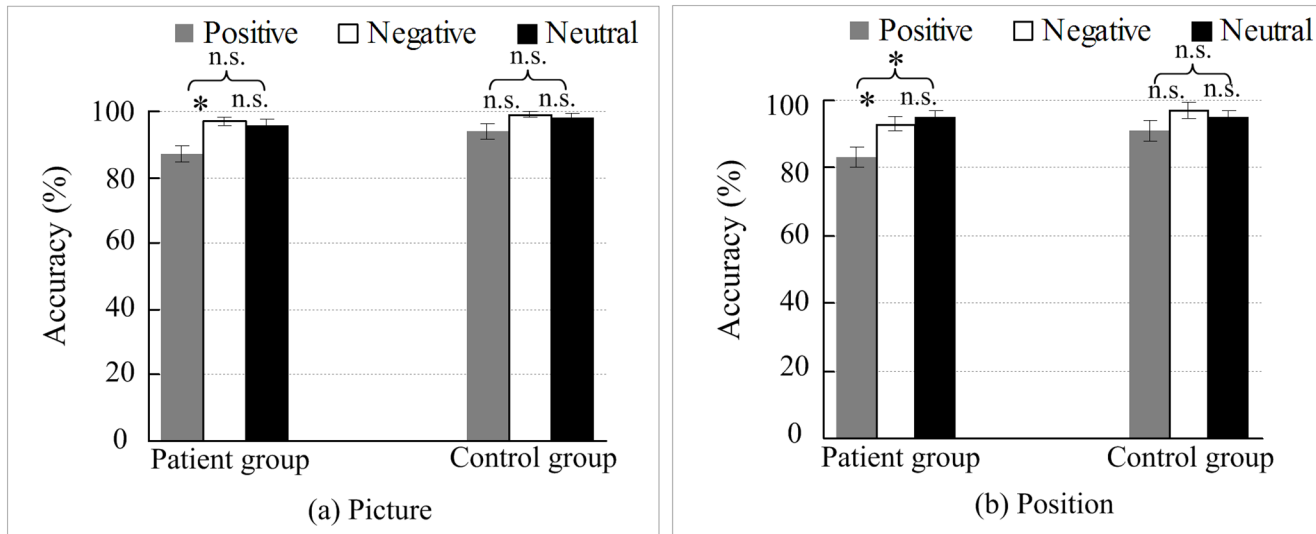 Positive Negative Neutral
n.s. n.s.
* n.s. n.s. n.s.
100
80
60
40
20
0
Accuracy (%)
Patient group Control group
(a) Picture
Positive Negative Neutral
* n.s.
* n.s. n.s. n.s.
100
80
60
40
20
0
Accuracy (%)
Patient group Control group
(b) Position